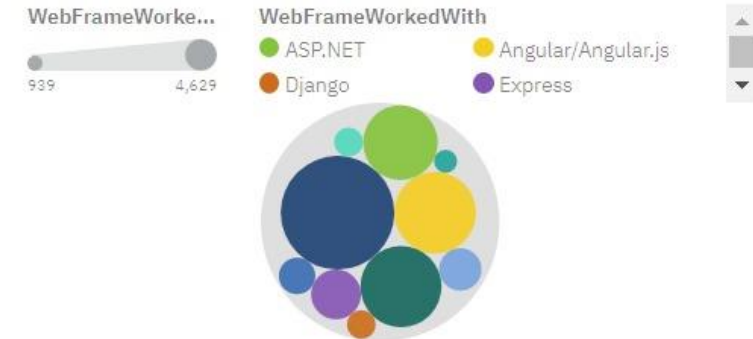 WebFrameWorke...
939 4,629
WebFrameWorkedWith
ASP.NET Angular/Angular.js
Django Express